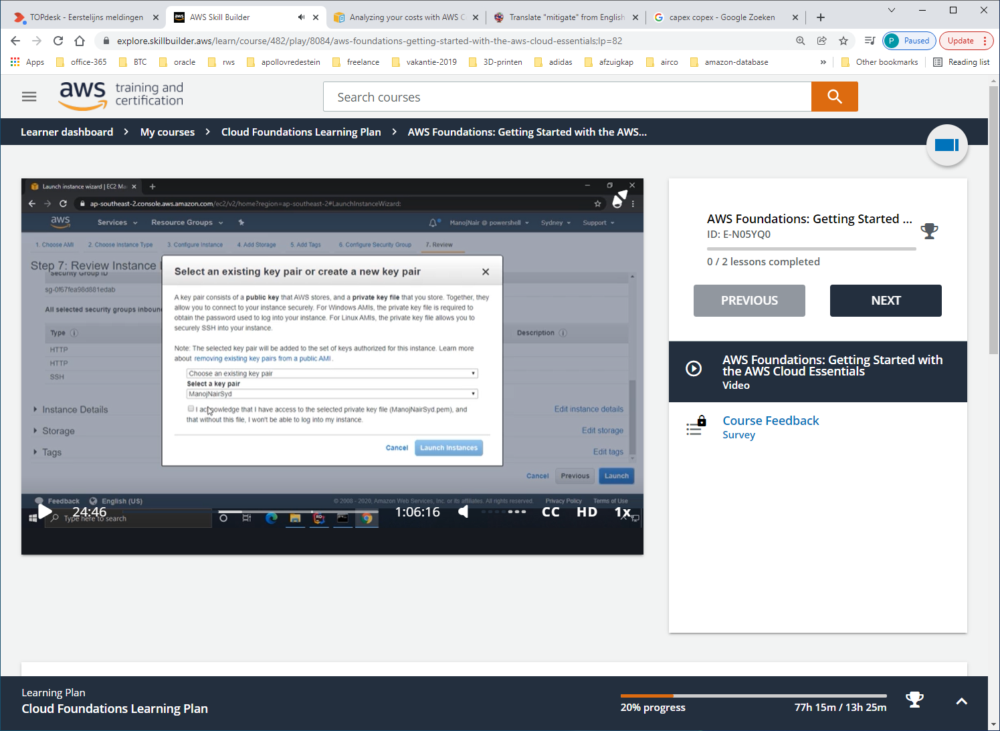 TOPdesk - Eerstelijns meldingen
AWS Skill Builder
Analyzing your costs with AWS C
Translate "mitigate" from English
capex copex - Google Zoeken
explore.skillbuilder.aws/learn/course/482/play/8084/aws-foundations-getting-started-with-the-aws-cloud-essentials;lp=82
P Paused
Update
Apps office-365 BTC oracle rws apollovredestein freelance vakantie-2019 3D-printen adidas afzuigkap airco amazon-database » Other bookmarks Reading list
aws training and certification
Search courses
Learner dashboard > My courses > Cloud Foundations Learning Plan > AWS Foundations: Getting Started with the AWS...
Launch instance wizard | EC2 Ma
ap-southeast-2.console.aws.amazon.com/ec2/v2/home?region=ap-southeast-2#LaunchInstanceWizard:
aws Services Resource Groups ManojNair @ powershell Sydney Support
1. Choose AMI 2. Choose Instance Type 3. Configure Instance 4. Add Storage 5. Add Tags 6. Configure Security Group 7. Review
Step 7: Review Instance
Security Group ID
sg-0f67fea98d881edab
All selected security groups inboun
Type
Description
HTTP
HTTP
SSH
Instance Details
Edit instance details
Storage
Edit storage
Tags
Edit tags
Select an existing key pair or create a new key pair
A key pair consists of a public key that AWS stores, and a private key file that you store. Together, they
allow you to connect to your instance securely. For Windows AMIs, the private key file is required to
obtain the password used to log into your instance. For Linux AMIs, the private key file allows you to
securely SSH into your instance.
Note: The selected key pair will be added to the set of keys authorized for this instance. Learn more
about removing existing key pairs from a public AMI.
Choose an existing key pair
Select a key pair
ManojNairSyd
I acknowledge that I have access to the selected private key file (ManojNairSyd.pem), and
that without this file, I won't be able to log into my instance.
Cancel Launch Instances
Cancel Previous Launch
Feedback English (US)
© 2008 - 2020, Amazon Web Services, Inc. or its affiliates. All rights reserved. Privacy Policy Terms of Use
Type here to search
24:46
1:06:16
CC HD 1x
AWS Foundations: Getting Started ...
ID: E-N05YQ0
0 / 2 lessons completed
PREVIOUS
NEXT
AWS Foundations: Getting Started with
the AWS Cloud Essentials
Video
Course Feedback
Survey
Learning Plan
Cloud Foundations Learning Plan
20% progress
77h 15m / 13h 25m